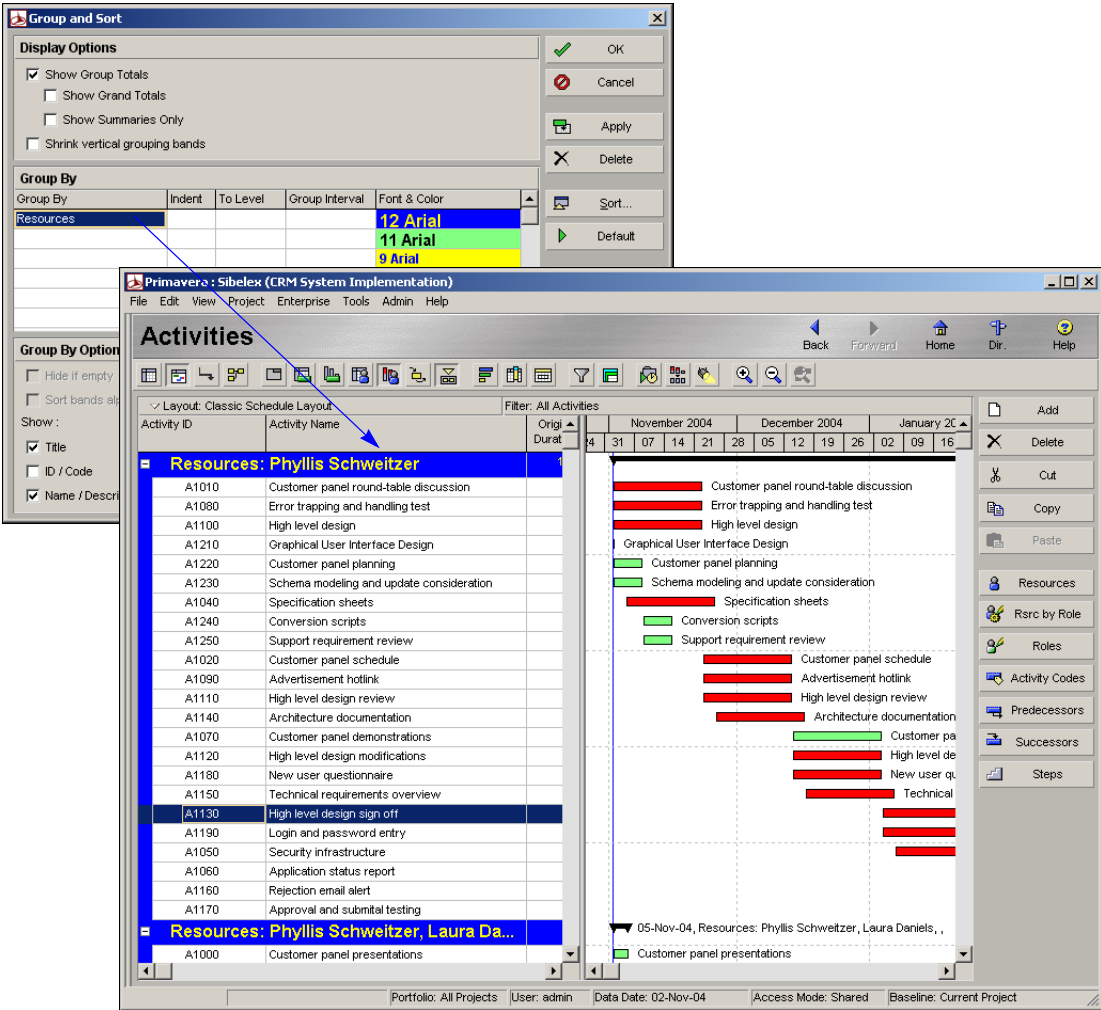 Group and Sort
Display Options
Show Group Totals
Show Grand Totals
Show Summaries Only
Shrink vertical grouping bands
OK
Cancel
Apply
Delete
Sort...
Default
Group By
Group By Indent To Level Group Interval Font & Color
Resources 12 Arial
11 Arial
9 Arial
Group By Option
Hide if empty
Sort bands alp
Show :
Title
ID / Code
Name / Descri
Primavera : Sibelex (CRM System Implementation)
File Edit View Project Enterprise Tools Admin Help
Activities
Back Forward Home Dir. Help
Layout: Classic Schedule Layout Filter: All Activities
Activity ID Activity Name Origi
Durat
November 2004 December 2004 January 20
24 31 07 14 21 28 05 12 19 26 02 09 16
Resources: Phyllis Schweitzer 1
A1010 Customer panel round-table discussion Customer panel round-table discussion
A1080 Error trapping and handling test Error trapping and handling test
A1100 High level design High level design
A1210 Graphical User Interface Design Graphical User Interface Design
A1220 Customer panel planning Customer panel planning
A1230 Schema modeling and update consideration Schema modeling and update consideration
A1040 Specification sheets Specification sheets
A1240 Conversion scripts Conversion scripts
A1250 Support requirement review Support requirement review
A1020 Customer panel schedule Customer panel schedule
A1090 Advertisement hotlink Advertisement hotlink
A1110 High level design review High level design review
A1140 Architecture documentation Architecture documentation
A1070 Customer panel demonstrations Customer pa
A1120 High level design modifications High level de
A1180 New user questionnaire New user qu
A1150 Technical requirements overview Technical
A1130 High level design sign off
A1190 Login and password entry
A1050 Security infrastructure
A1060 Application status report
A1160 Rejection email alert
A1170 Approval and submital testing
Resources: Phyllis Schweitzer, Laura Da... 05-Nov-04, Resources: Phyllis Schweitzer, Laura Daniels, ,
A1000 Customer panel presentations Customer panel presentations
Add
Delete
Cut
Copy
Paste
Resources
Rsrc by Role
Roles
Activity Codes
Predecessors
Successors
Steps
Portfolio: All Projects User: admin Data Date: 02-Nov-04 Access Mode: Shared Baseline: Current Project